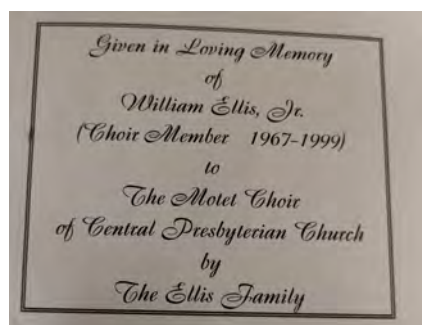 Given in Loving Memory
of
William Ellis, Jr.
(Choir Member 1967-1999)
to
The Motet Choir
of Central Presbyterian Church
by
The Ellis Family